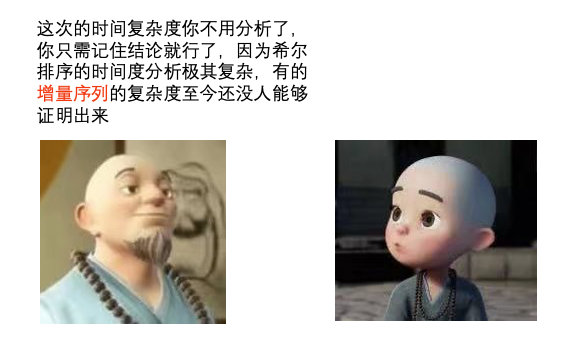 这次的时间复杂度你不用分析了，
你只需记住结论就行了，因为希尔
排序的时间度分析极其复杂，有的
增量序列的复杂度至今还没人能够
证明出来